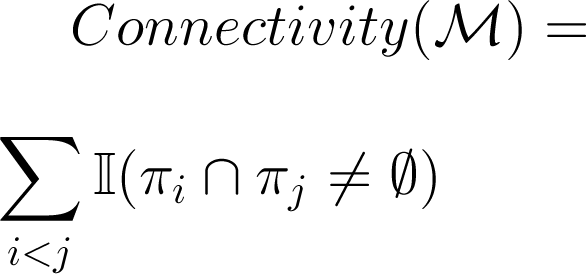 Connectivity(ℳ) =
∑_{i<j} 𝕀(π_i ∩ π_j ≠ ∅)